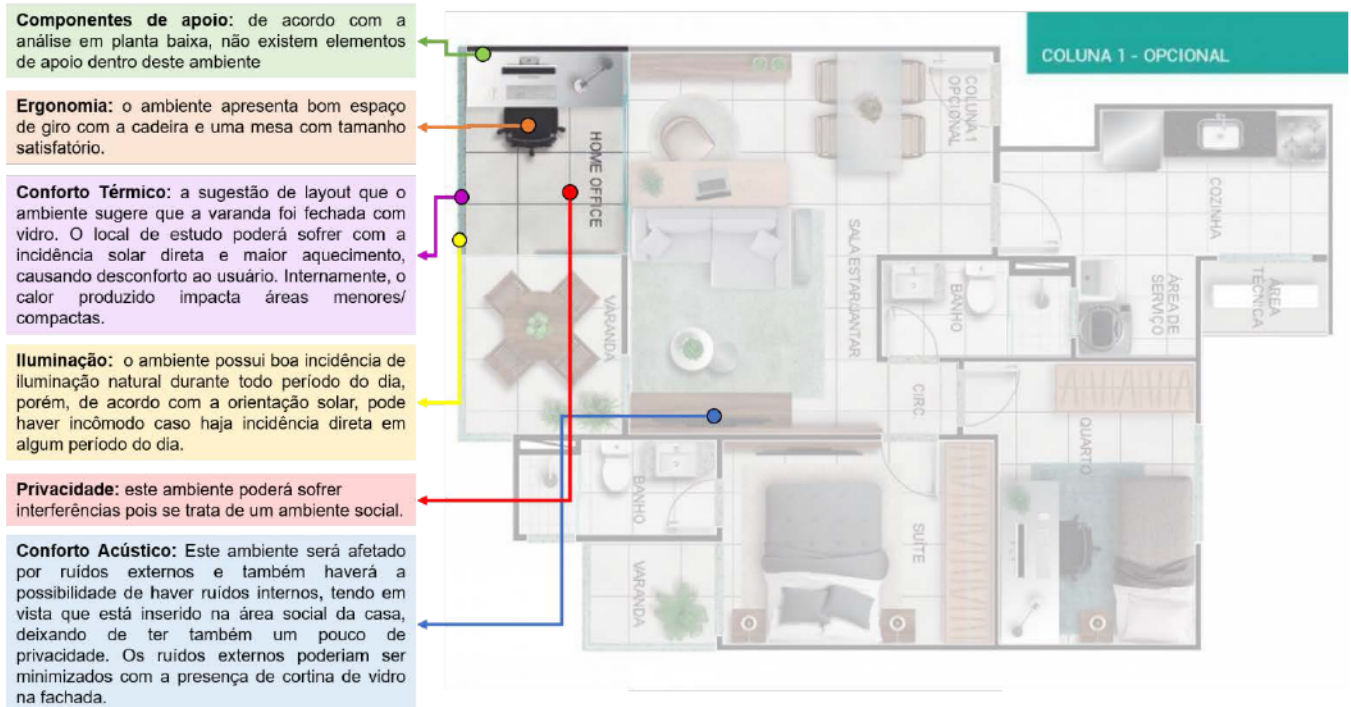 Componentes de apoio: de acordo com a
análise em planta baixa, não existem elementos
de apoio dentro deste ambiente
Ergonomia: o ambiente apresenta bom espaço
de giro com a cadeira e uma mesa com tamanho
satisfatório.
Conforto Térmico: a sugestão de layout que o
ambiente sugere que a varanda foi fechada com
vidro. O local de estudo poderá sofrer com a
incidência solar direta e maior aquecimento,
causando desconforto ao usuário. Internamente, o
calor produzido impacta áreas menores/
compactas.
Iluminação: o ambiente possui boa incidência de
iluminação natural durante todo período do dia,
porém, de acordo com a orientação solar, pode
haver incômodo caso haja incidência direta em
algum período do dia.
Privacidade: este ambiente poderá sofrer
interferências pois se trata de um ambiente social.
Conforto Acústico: Este ambiente será afetado
por ruídos externos e também haverá a
possibilidade de haver ruídos internos, tendo em
vista que está inserido na área social da casa,
deixando de ter também um pouco de
privacidade. Os ruídos externos poderiam ser
minimizados com a presença de cortina de vidro
na fachada.
COLUNA 1 - OPCIONAL
COLUNA 1
OPCIONAL
HOME OFFICE
COZINHA
SALA ESTAR/JANTAR
VARANDA
BANHO
ÁREA DE
SERVIÇO
ÁREA
TÉCNICA
CIRC.
QUARTO
BANHO
SUÍTE
VARANDA